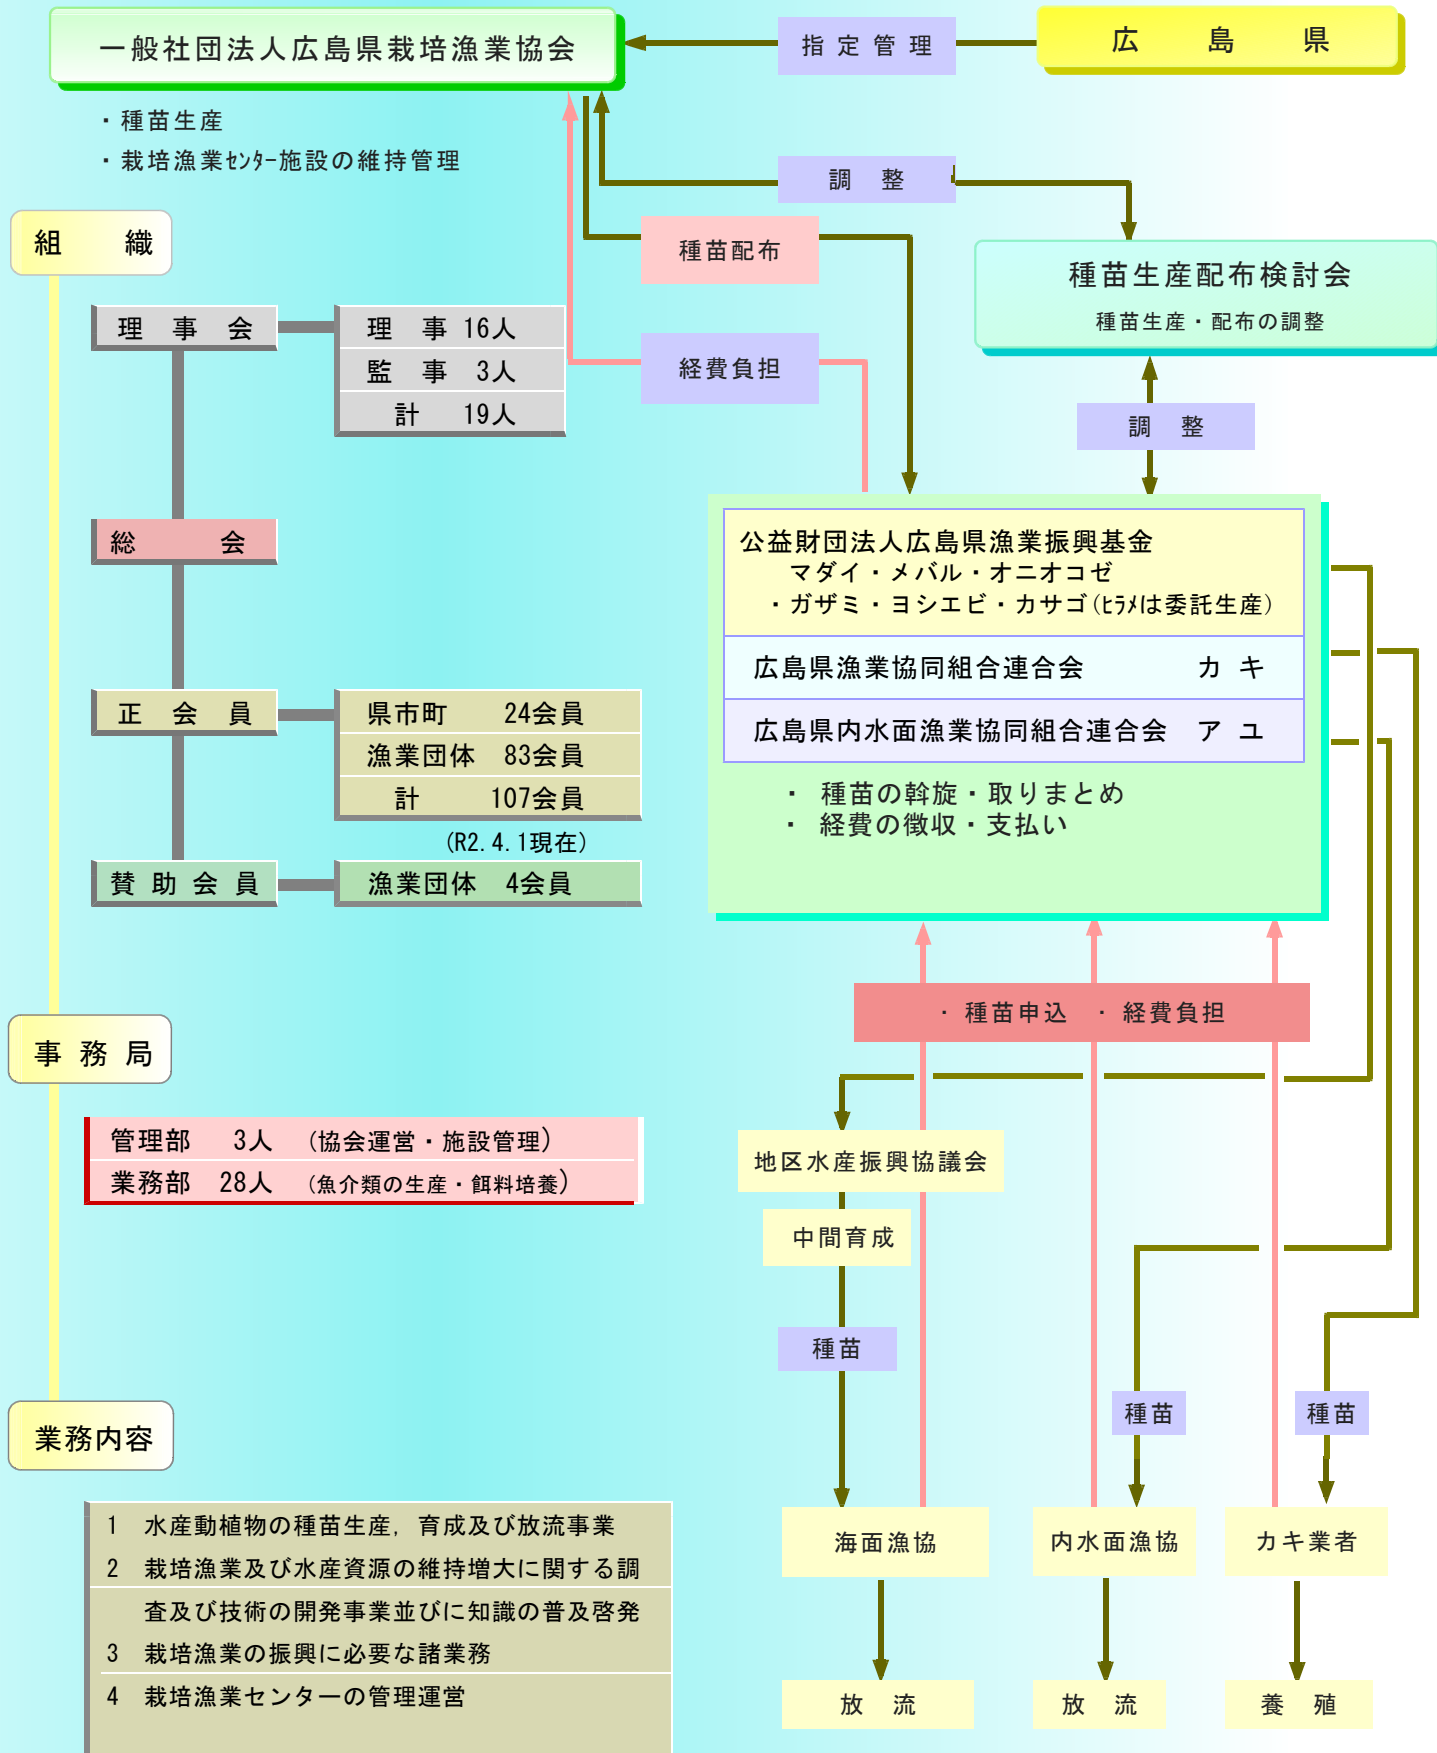 一般社団法人広島県栽培漁業協会
指定管理
広島県
・種苗生産
・栽培漁業ｾﾝﾀｰ施設の維持管理
調整
組織
種苗配布
種苗生産配布検討会
種苗生産・配布の調整
理事会
理事 16人
監事 3人
計 19人
経費負担
調整
総会
公益財団法人広島県漁業振興基金
マダイ・メバル・オニオコゼ
・ガザミ・ヨシエビ・カサゴ(ﾋﾗﾒは委託生産)
広島県漁業協同組合連合会 カキ
広島県内水面漁業協同組合連合会 アユ
・ 種苗の斡旋・取りまとめ
・ 経費の徴収・支払い
正会員
県市町 24会員
漁業団体 83会員
計 107会員
(R2.4.1現在)
賛助会員
漁業団体 4会員
・種苗申込 ・経費負担
事務局
管理部 3人 (協会運営・施設管理)
業務部 28人 (魚介類の生産・餌料培養)
地区水産振興協議会
中間育成
種苗
種苗
種苗
業務内容
1 水産動植物の種苗生産，育成及び放流事業
2 栽培漁業及び水産資源の維持増大に関する調
査及び技術の開発事業並びに知識の普及啓発
3 栽培漁業の振興に必要な諸業務
4 栽培漁業センターの管理運営
海面漁協
内水面漁協
カキ業者
放流
放流
養殖